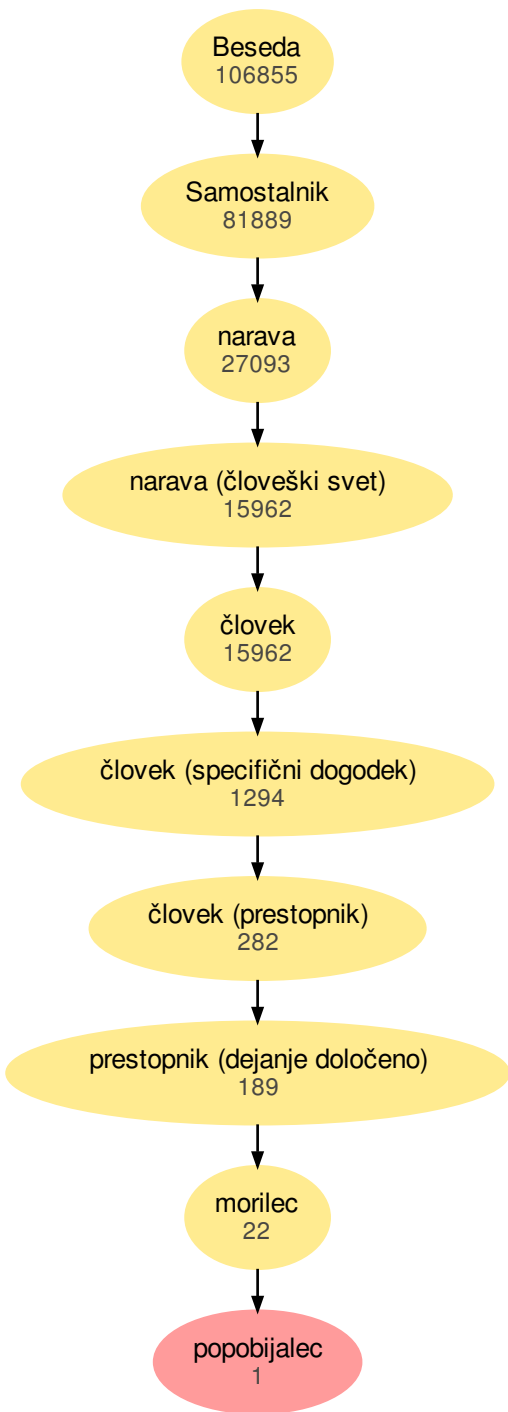 Beseda
106855
Samostalnik
81889
narava
27093
narava (človeški svet)
15962
človek
15962
človek (specifični dogodek)
1294
človek (prestopnik)
282
prestopnik (dejanje določeno)
189
morilec
22
popobijalec
1